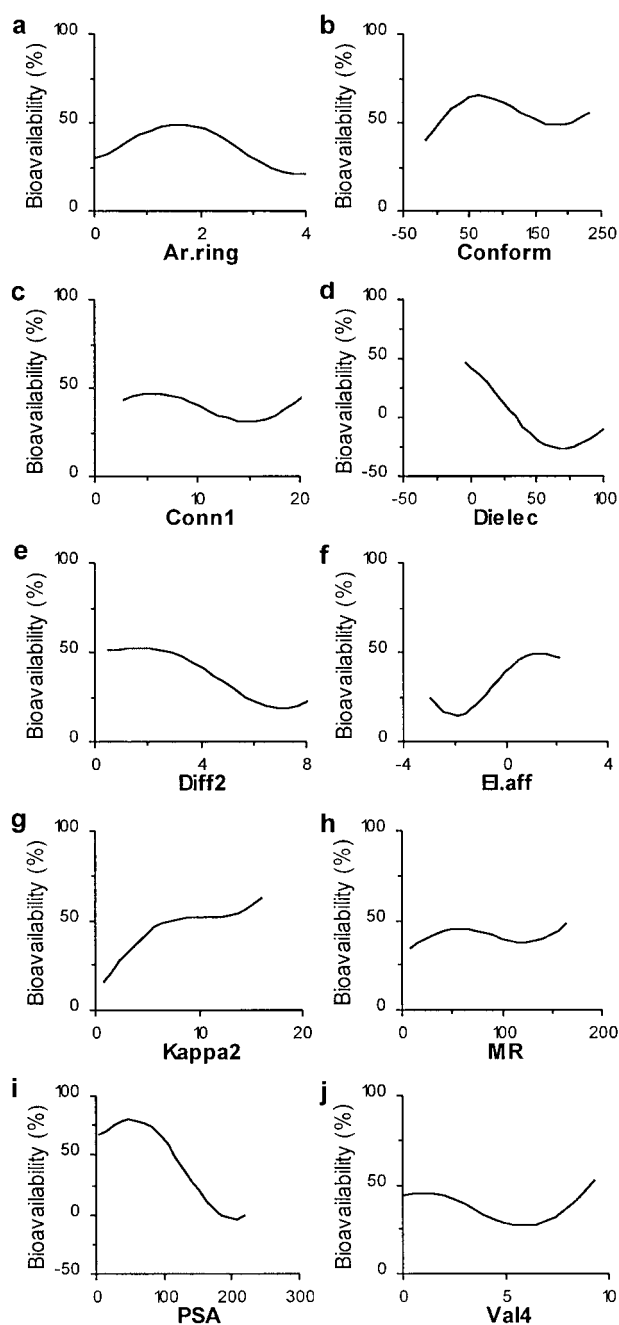 a
Bioavailability (%)
100
50
0
0 2 4
Ar.ring
b
Bioavailability (%)
100
50
0
-50 50 150 250
Conform
c
Bioavailability (%)
100
50
0
0 10 20
Conn1
d
Bioavailability (%)
100
50
0
-50
-50 0 50 100
Dielec
e
Bioavailability (%)
100
50
0
0 4 8
Diff2
f
Bioavailability (%)
100
50
0
-4 0 4
El.aff
g
Bioavailability (%)
100
50
0
0 10 20
Kappa2
h
Bioavailability (%)
100
50
0
0 100 200
MR
i
Bioavailability (%)
100
50
0
-50
0 100 200 300
PSA
j
Bioavailability (%)
100
50
0
0 5 10
Val4